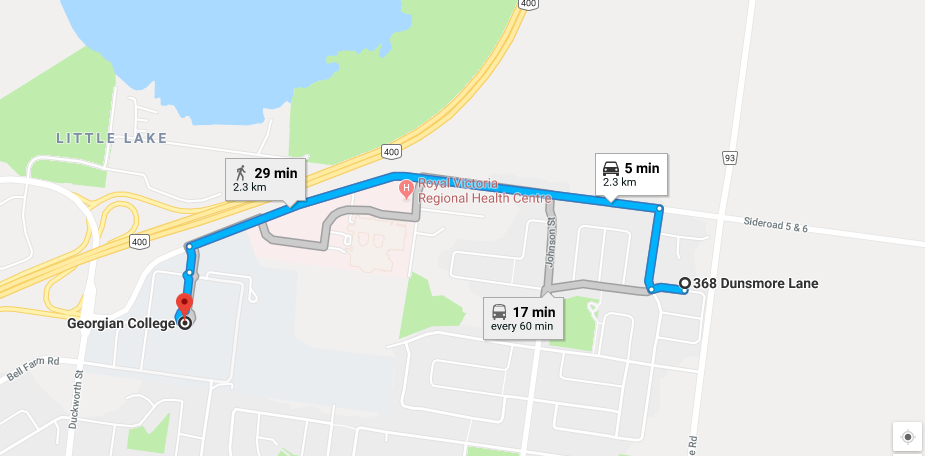 400
LITTLE LAKE
400
93
29 min
2.3 km
5 min
2.3 km
Royal Victoria
Regional Health Centre
H
Sideroad 5 & 6
400
Johnson St
368 Dunsmore Lane
17 min
every 60 min
Georgian College
Bell Farm Rd
Duckworth St
Rd